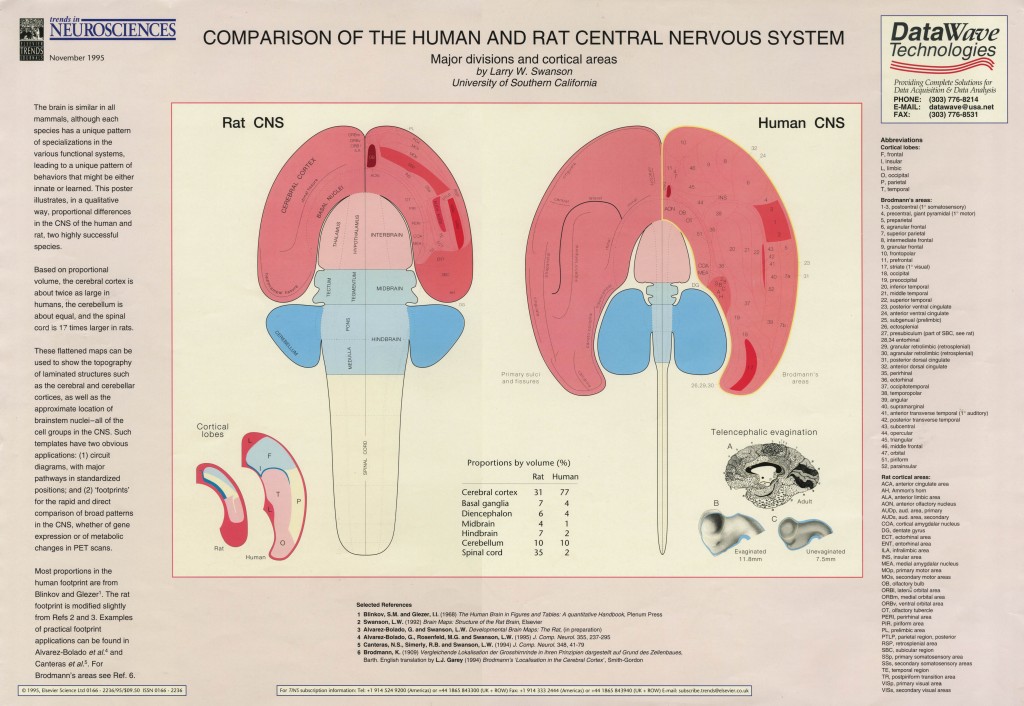 trends in
NEUROSCIENCES
ELSEVIER
TRENDS
JOURNALS
November 1995
COMPARISON OF THE HUMAN AND RAT CENTRAL NERVOUS SYSTEM
Major divisions and cortical areas
by Larry W. Swanson
University of Southern California
DataWave
Technologies
Providing Complete Solutions for
Data Acquisition & Data Analysis
PHONE: (303) 776-8214
E-MAIL: datawave@usa.net
FAX: (303) 776-8531
The brain is similar in all
mammals, although each
species has a unique pattern
of specializations in the
various functional systems,
leading to a unique pattern of
behaviors that might be either
innate or learned. This poster
illustrates, in a qualitative
way, proportional differences
in the CNS of the human and
rat, two highly successful
species.
Based on proportional
volume, the cerebral cortex is
about twice as large in
humans, the cerebellum is
about equal, and the spinal
cord is 17 times larger in rats.
These flattened maps can be
used to show the topography
of laminated structures such
as the cerebral and cerebellar
cortices, as well as the
approximate location of
brainstem nuclei–all of the
cell groups in the CNS. Such
templates have two obvious
applications: (1) circuit
diagrams, with major
pathways in standardized
positions; and (2) 'footprints'
for the rapid and direct
comparison of broad patterns
in the CNS, whether of gene
expression or of metabolic
changes in PET scans.
Most proportions in the
human footprint are from
Blinkov and Glezer¹. The rat
footprint is modified slightly
from Refs 2 and 3. Examples
of practical footprint
applications can be found in
Alvarez-Bolado et al.⁴ and
Canteras et al.⁵. For
Brodmann's areas see Ref. 6.
Rat CNS
CEREBRAL CORTEX
BASAL NUCLEI
THALAMUS
HYPOTHALAMUS
INTERBRAIN
TECTUM
TEGMENTUM
MIDBRAIN
PONS
HINDBRAIN
MEDULLA
CEREBELLUM
SPINAL CORD
AON
Human CNS
AON
OB
INS
COA
MEA
DG
Primary sulci
and fissures
Brodmann's
areas
26,29,30
Cortical
lobes
L
F
I
T
P
L
O
Rat
Human
Proportions by volume (%)
Rat Human
Cerebral cortex 31 77
Basal ganglia 7 4
Diencephalon 6 4
Midbrain 4 1
Hindbrain 7 2
Cerebellum 10 10
Spinal cord 35 2
Telencephalic evagination
A
Adult
B
C
Evaginated
11.8mm
Unevaginated
7.5mm
Abbreviations
Cortical lobes:
F, frontal
I, insular
L, limbic
O, occipital
P, parietal
T, temporal
Brodmann's areas:
1-3, postcentral (1° somatosensory)
4, precentral, giant pyramidal (1° motor)
5, preparietal
6, agranular frontal
7, superior parietal
8, intermediate frontal
9, granular frontal
10, frontopolar
11, prefrontal
17, striate (1° visual)
18, occipital
19, preoccipital
20, inferior temporal
21, middle temporal
22, superior temporal
23, posterior ventral cingulate
24, anterior ventral cingulate
25, subgenual (prelimbic)
26, ectosplenial
27, presubiculum (part of SBC, see rat)
28,34 entorhinal
29, granular retrolimbic (retrosplenial)
30, agranular retrolimbic (retrosplenial)
31, posterior dorsal cingulate
32, anterior dorsal cingulate
35, perirhinal
36, ectorhinal
37, occipitotemporal
38, temporopolar
39, angular
40, supramarginal
41, anterior transverse temporal (1° auditory)
42, posterior transverse temporal
43, subcentral
44, opercular
45, triangular
46, middle frontal
47, orbital
51, piriform
52, parainsular
Rat cortical areas:
ACA, anterior cingulate area
AH, Ammon's horn
ALA, anterior limbic area
AON, anterior olfactory nucleus
AUDp, aud. area, primary
AUDs, aud. area, secondary
COA, cortical amygdalar nucleus
DG, dentate gyrus
ECT, ectorhinal area
ENT, entorhinal area
ILA, infralimbic area
INS, insular area
MEA, medial amygdalar nucleus
MOp, primary motor area
MOs, secondary motor areas
OB, olfactory bulb
ORBl, lateral orbital area
ORBm, medial orbital area
ORBv, ventral orbital area
OT, olfactory tubercle
PERI, perirhinal area
PIR, piriform area
PL, prelimbic area
PTLP, parietal region, posterior
RSP, retrosplenial area
SBC, subicular region
SSp, primary somatosensory area
SSs, secondary somatosensory areas
TE, temporal region
TR, postpiriform transition area
VISp, primary visual area
VISs, secondary visual areas
Selected References
1 Blinkov, S.M. and Glezer, I.I. (1968) The Human Brain in Figures and Tables: A quantitative Handbook, Plenum Press
2 Swanson, L.W. (1992) Brain Maps: Structure of the Rat Brain, Elsevier
3 Alvarez-Bolado, G. and Swanson, L.W. Developmental Brain Maps: The Rat, (in preparation)
4 Alvarez-Bolado, G., Rosenfeld, M.G. and Swanson, L.W. (1995) J. Comp. Neurol. 355, 237-295
5 Canteras, N.S., Simerly, R.B. and Swanson, L.W. (1994) J. Comp. Neurol. 348, 41-79
6 Brodmann, K. (1909) Vergleichende Lokalisation der Grosshirnrinde in ihren Prinzipien dargestellt auf Grund des Zellenbaues,
Barth. English translation by L.J. Garey (1994) Brodmann's 'Localisation in the Cerebral Cortex', Smith-Gordon
© 1995, Elsevier Science Ltd 0166 - 2236/95/$09.50 ISSN 0166 - 2236
For TINS subscription information: Tel: +1 914 524 9200 (Americas) or +44 1865 843300 (UK + ROW) Fax: +1 914 333 2444 (Americas) or +44 1865 843940 (UK + ROW) E-mail: subscribe.trends@elsevier.co.uk